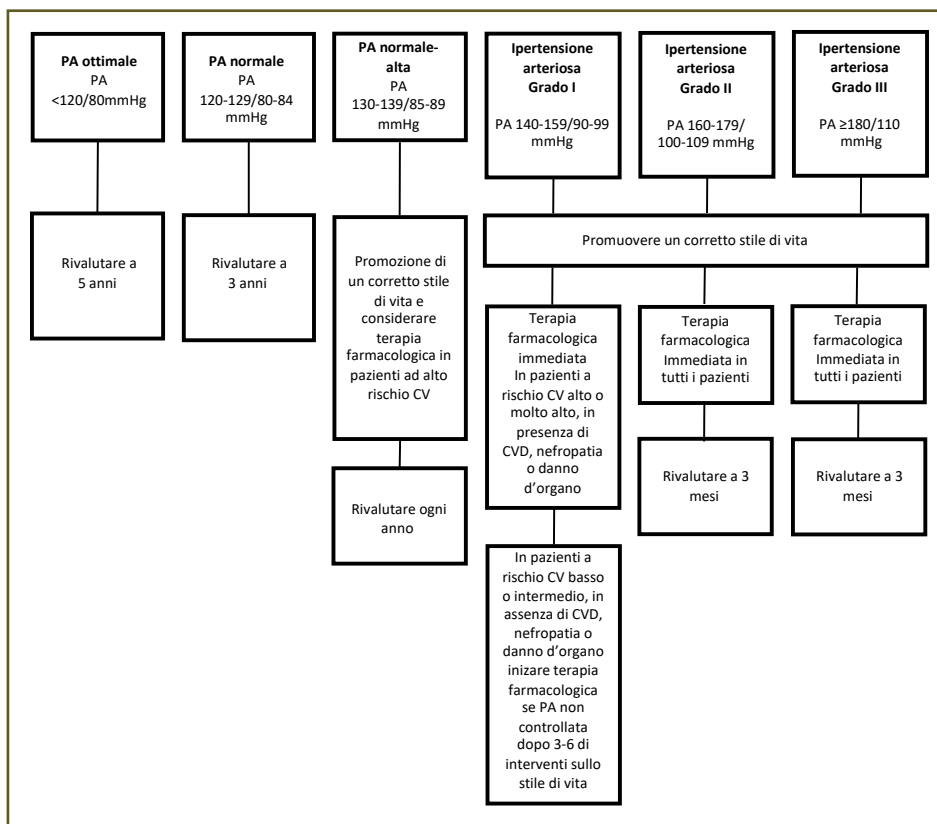 PA ottimale
PA
<120/80mmHg
PA normale
PA
120-129/80-84
mmHg
PA normale-
alta
PA
130-139/85-89
mmHg
Ipertensione
arteriosa
Grado I
PA 140-159/90-99
mmHg
Ipertensione
arteriosa
Grado II
PA 160-179/
100-109 mmHg
Ipertensione
arteriosa
Grado III
PA ≥180/110
mmHg
Rivalutare a
5 anni
Rivalutare a
3 anni
Promozione di
un corretto stile
di vita e
considerare
terapia
farmacologica in
pazienti ad alto
rischio CV
Rivalutare ogni
anno
Promuovere un corretto stile di vita
Terapia
farmacologica
immediata
In pazienti a
rischio CV alto o
molto alto, in
presenza di
CVD, nefropatia
o danno
d’organo
In pazienti a
rischio CV basso
o intermedio, in
assenza di CVD,
nefropatia o
danno d’organo
inizare terapia
farmacologica
se PA non
controllata
dopo 3-6 di
interventi sullo
stile di vita
Terapia
farmacologica
Immediata in
tutti i pazienti
Rivalutare a 3
mesi
Terapia
farmacologica
Immediata in
tutti i pazienti
Rivalutare a 3
mesi